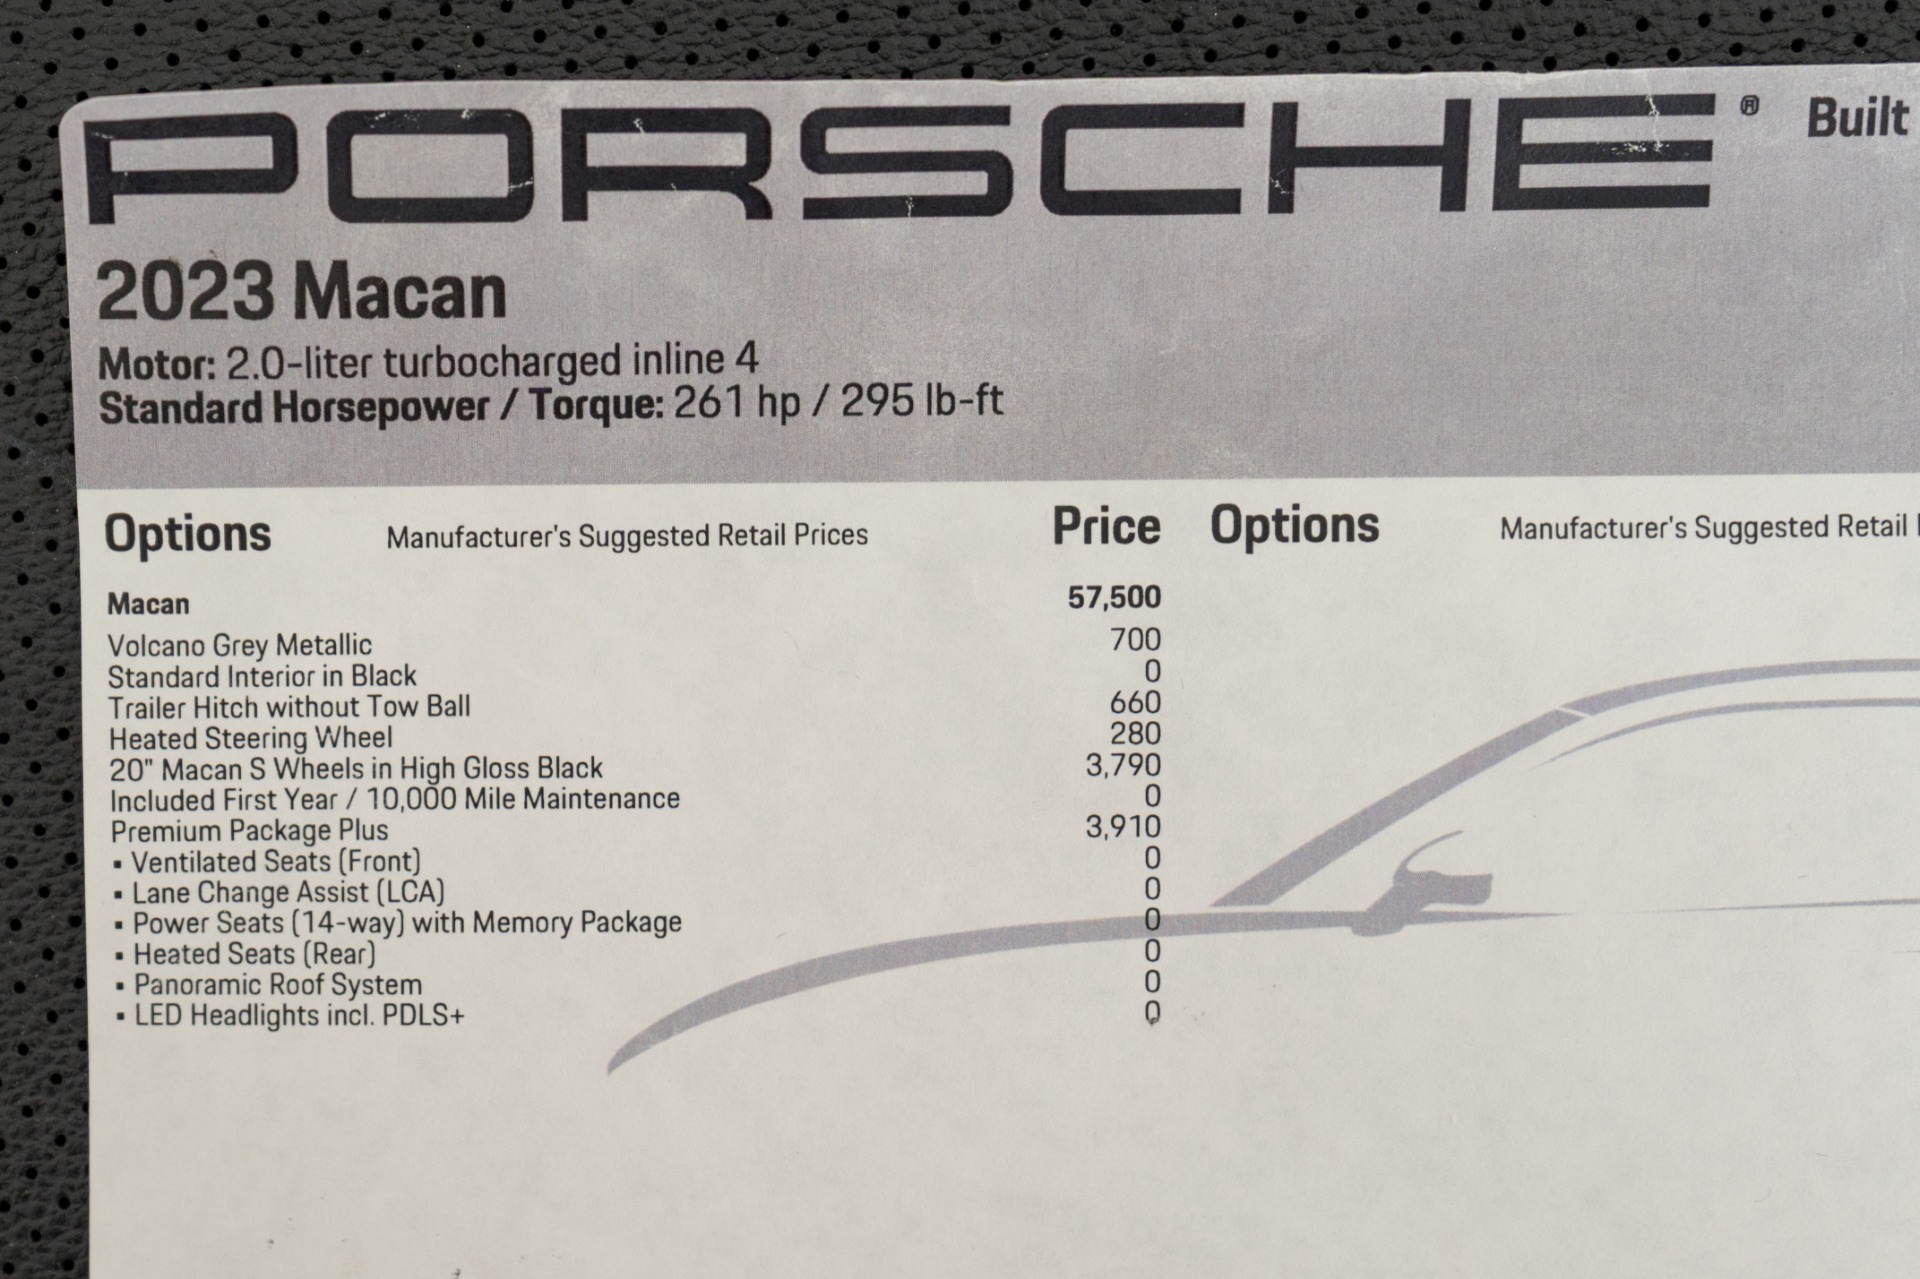 PORSCHE® Built
2023 Macan
Motor: 2.0-liter turbocharged inline 4
Standard Horsepower / Torque: 261 hp / 295 lb-ft
Options Manufacturer's Suggested Retail Prices Price Options Manufacturer's Suggested Retail
Macan 57,500
Volcano Grey Metallic 700
Standard Interior in Black 0
Trailer Hitch without Tow Ball 660
Heated Steering Wheel 280
20" Macan S Wheels in High Gloss Black 3,790
Included First Year / 10,000 Mile Maintenance 0
Premium Package Plus 3,910
▪ Ventilated Seats (Front) 0
▪ Lane Change Assist (LCA) 0
▪ Power Seats (14-way) with Memory Package 0
▪ Heated Seats (Rear) 0
▪ Panoramic Roof System 0
▪ LED Headlights incl. PDLS+ 0